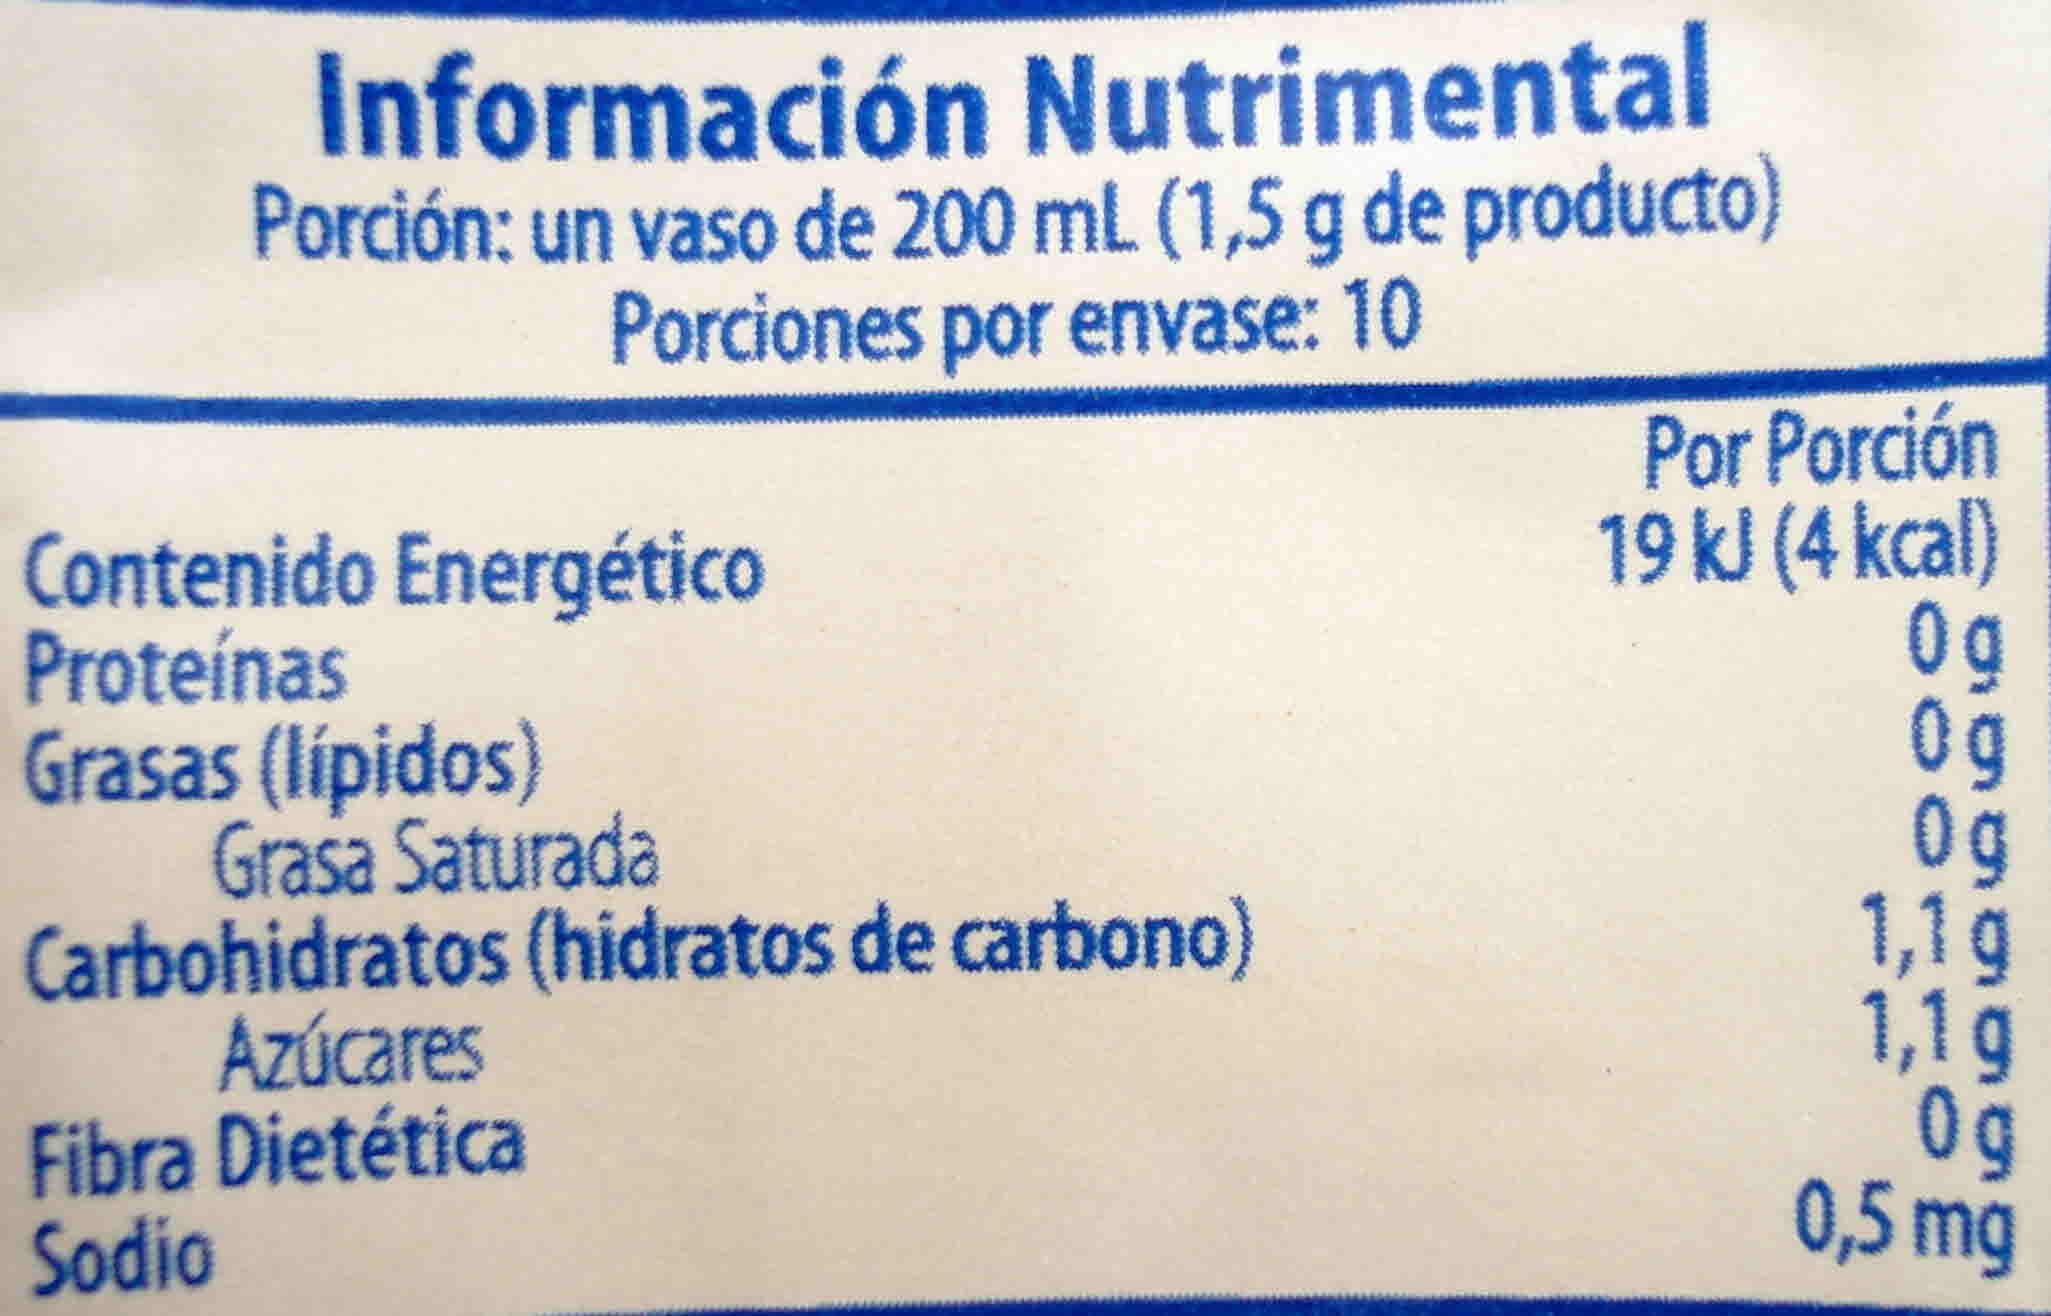 Información Nutrimental
Porción: un vaso de 200 mL (1,5 g de producto)
Porciones por envase: 10
Por Porción
Contenido Energético 19 kJ (4 kcal)
Proteínas 0 g
Grasas (lípidos) 0 g
Grasa Saturada 0 g
Carbohidratos (hidratos de carbono) 1,1 g
Azúcares 1,1 g
Fibra Dietética 0 g
Sodio 0,5 mg